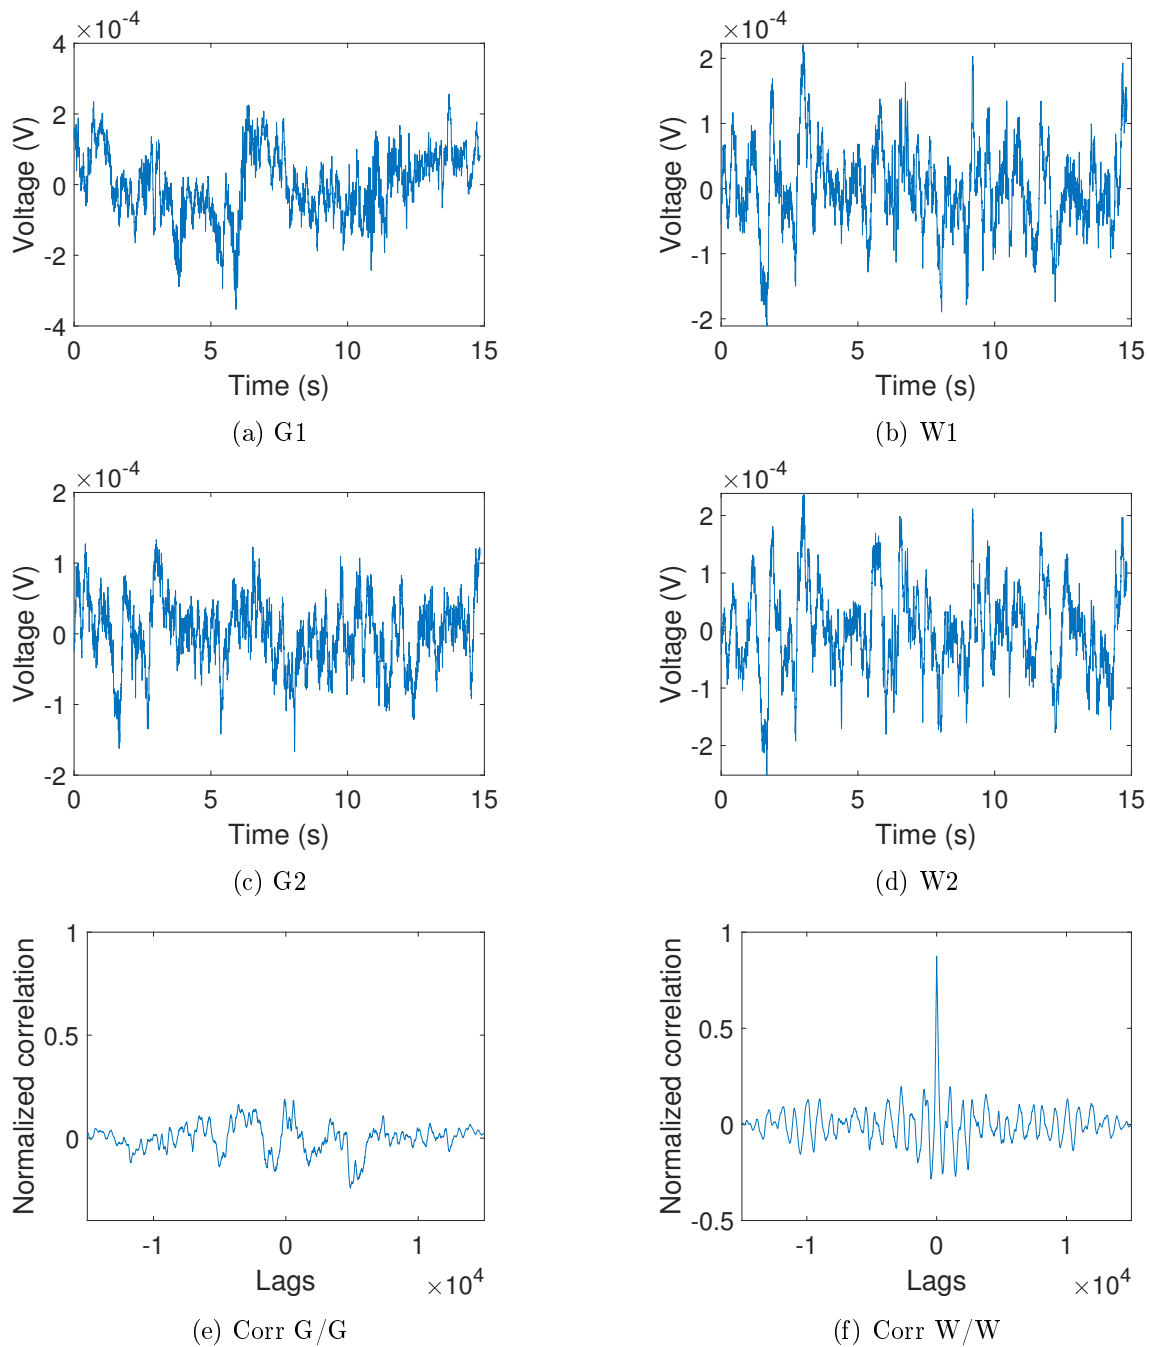 ×10-4
4
2
0
-2
-4
Voltage (V)
0 5 10 15
Time (s)
(a) G1
×10-4
2
1
0
-1
-2
Voltage (V)
0 5 10 15
Time (s)
(b) W1
×10-4
2
1
0
-1
-2
Voltage (V)
0 5 10 15
Time (s)
(c) G2
×10-4
2
1
0
-1
-2
Voltage (V)
0 5 10 15
Time (s)
(d) W2
1
0.5
0
Normalized correlation
-1 0 1
Lags
×104
(e) Corr G/G
1
0.5
0
-0.5
Normalized correlation
-1 0 1
Lags
×104
(f) Corr W/W